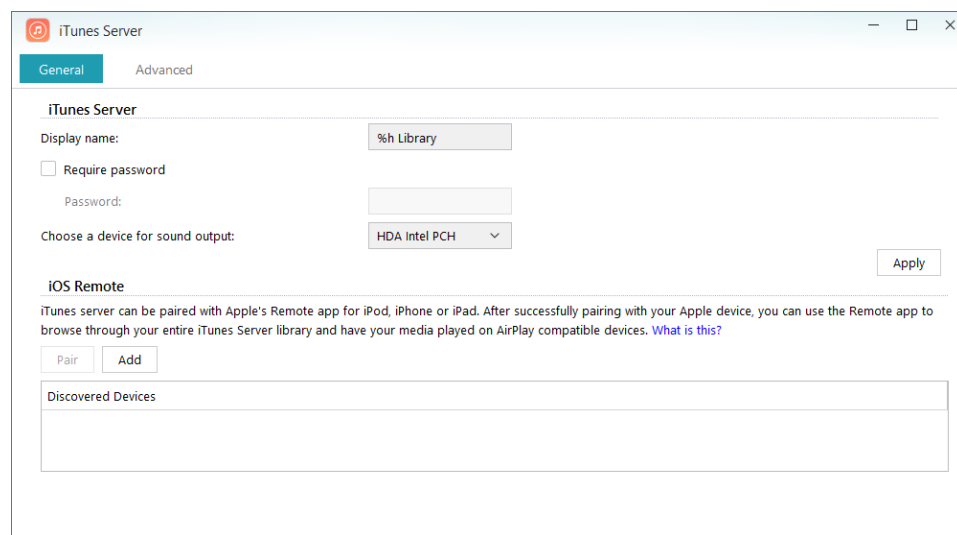 iTunes Server
General Advanced
iTunes Server
Display name: %h Library
Require password
Password:
Choose a device for sound output: HDA Intel PCH
Apply
iOS Remote
iTunes server can be paired with Apple's Remote app for iPod, iPhone or iPad. After successfully pairing with your Apple device, you can use the Remote app to
browse through your entire iTunes Server library and have your media played on AirPlay compatible devices. What is this?
Pair Add
Discovered Devices